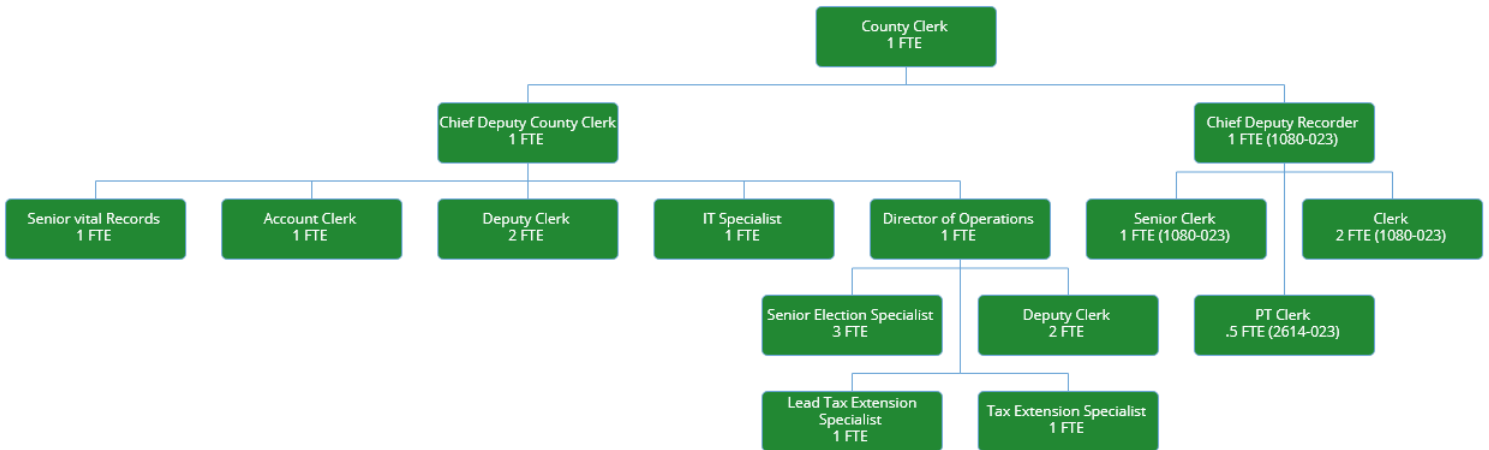 County Clerk
1 FTE
Chief Deputy County Clerk
1 FTE
Chief Deputy Recorder
1 FTE (1080-023)
Senior vital Records
1 FTE
Account Clerk
1 FTE
Deputy Clerk
2 FTE
IT Specialist
1 FTE
Director of Operations
1 FTE
Senior Clerk
1 FTE (1080-023)
Clerk
2 FTE (1080-023)
Senior Election Specialist
3 FTE
Deputy Clerk
2 FTE
PT Clerk
.5 FTE (2614-023)
Lead Tax Extension
Specialist
1 FTE
Tax Extension Specialist
1 FTE